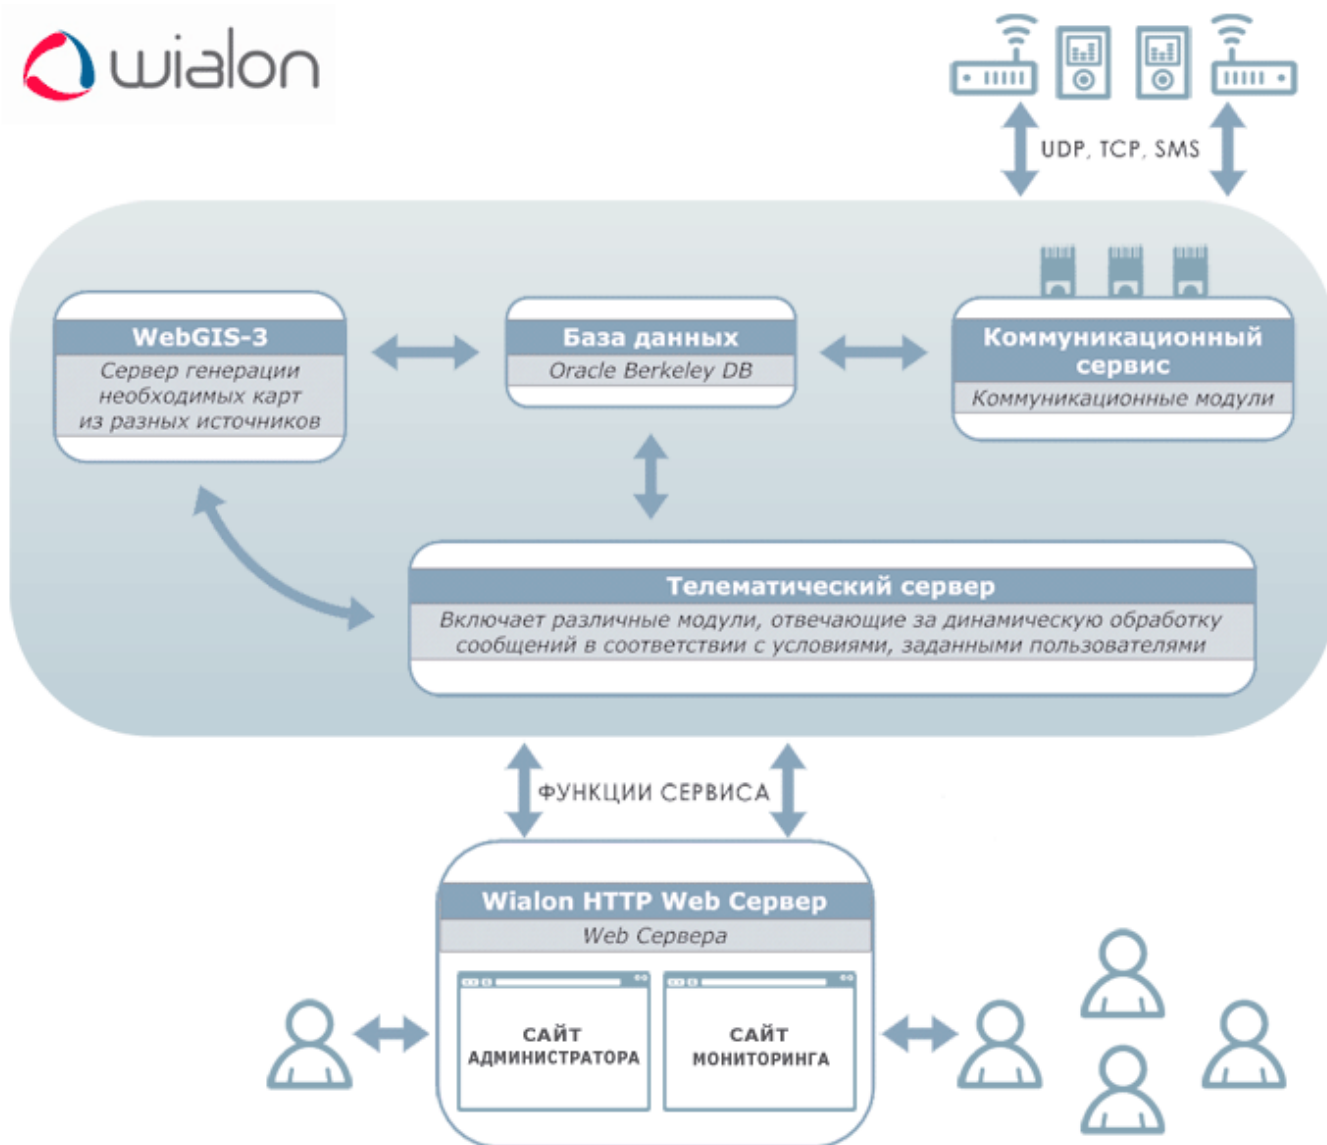 wialon
UDP, TCP, SMS
WebGIS-3
Сервер генерации
необходимых карт
из разных источников
База данных
Oracle Berkeley DB
Коммуникационный
сервис
Коммуникационные модули
Телематический сервер
Включает различные модули, отвечающие за динамическую обработку
сообщений в соответствии с условиями, заданными пользователями
ФУНКЦИИ СЕРВИСА
Wialon HTTP Web Сервер
Web Сервера
САЙТ
АДМИНИСТРАТОРА
САЙТ
МОНИТОРИНГА